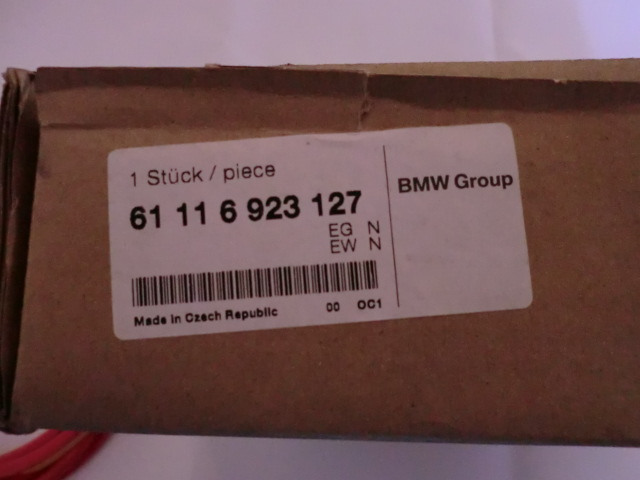 1 Stück / piece
61 11 6 923 127
EG N
EW N
Made in Czech Republic 00 OC1
BMW Group